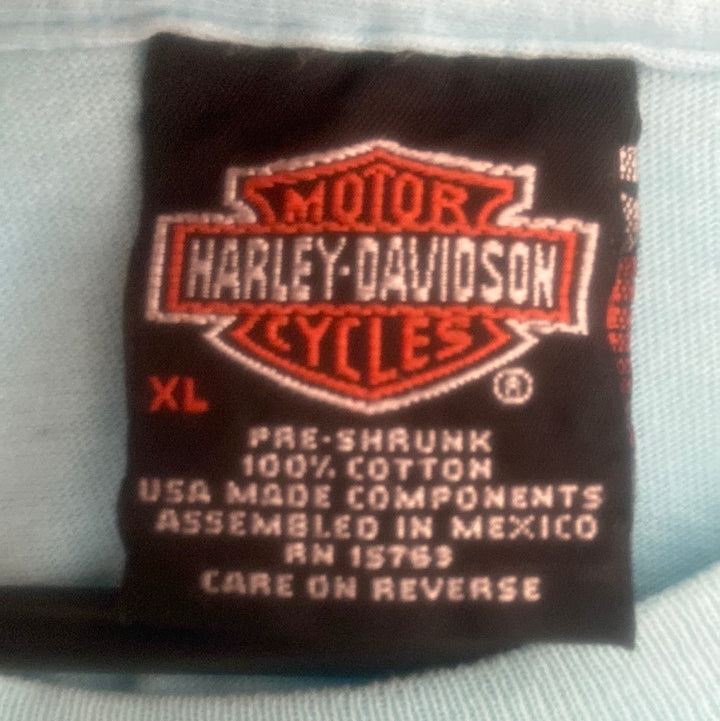 MOTOR
HARLEY-DAVIDSON
CYCLES
®
XL
PRE-SHRUNK
100% COTTON
USA MADE COMPONENTS
ASSEMBLED IN MEXICO
RN 15763
CARE ON REVERSE